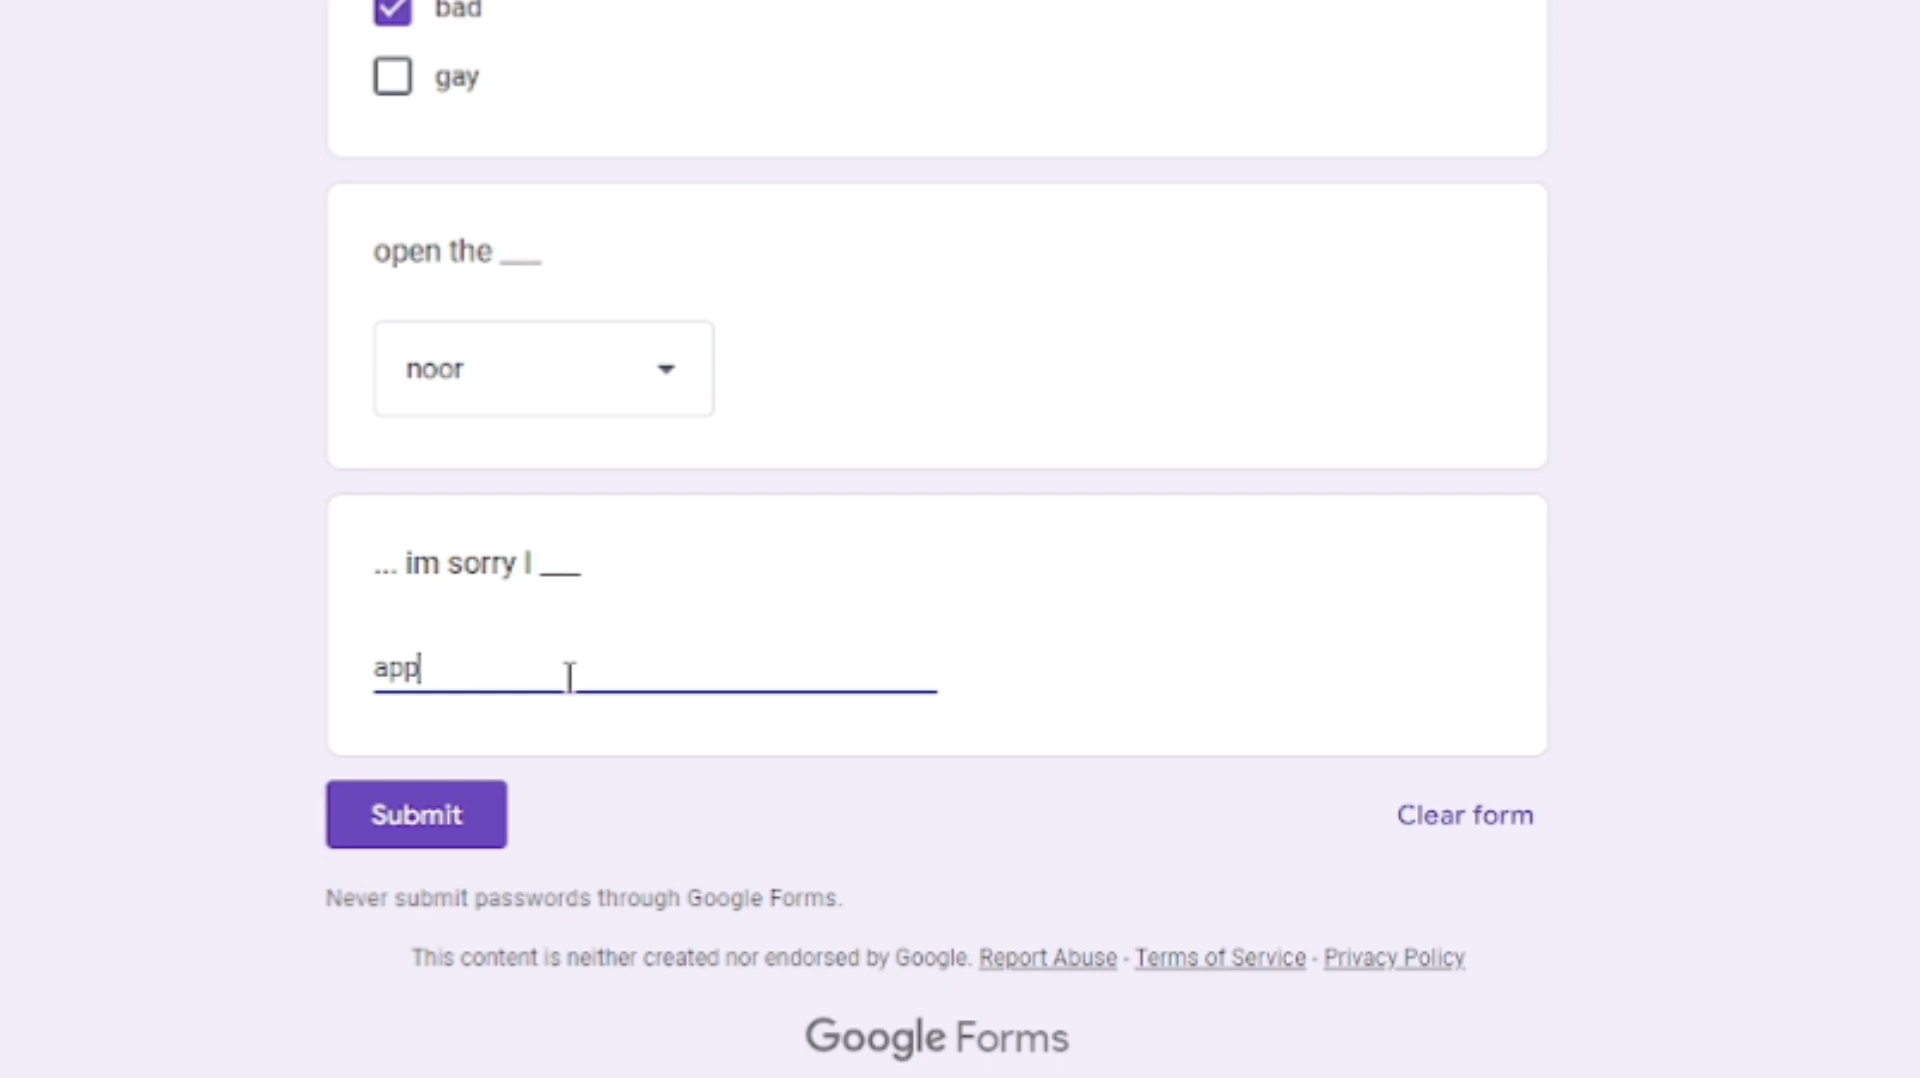 bad
gay
open the ___
noor
... im sorry I ___
app
Submit
Clear form
Never submit passwords through Google Forms.
This content is neither created nor endorsed by Google. Report Abuse - Terms of Service - Privacy Policy
Google Forms